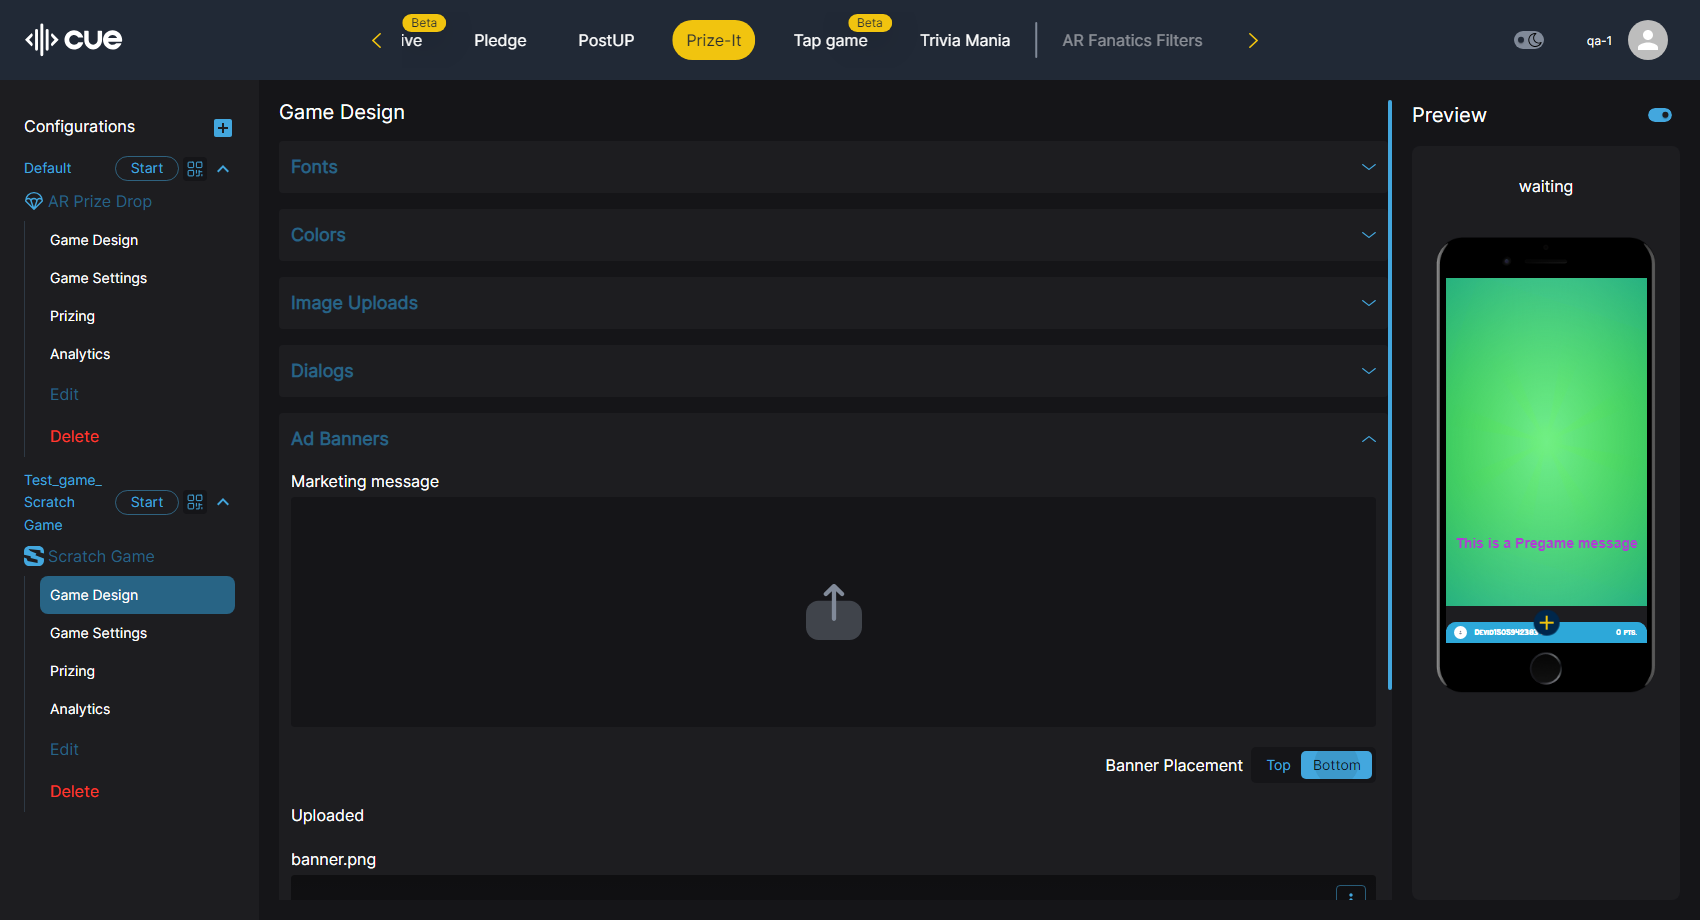 cue
Beta
ive
Pledge
PostUP
Prize-It
Beta
Tap game
Trivia Mania
AR Fanatics Filters
qa-1
Configurations
Default
Start
AR Prize Drop
Game Design
Game Settings
Prizing
Analytics
Edit
Delete
Test_game_
Scratch
Game
Start
Scratch Game
Game Design
Game Settings
Prizing
Analytics
Edit
Delete
Game Design
Fonts
Colors
Image Uploads
Dialogs
Ad Banners
Marketing message
Banner Placement
Top
Bottom
Uploaded
banner.png
Preview
waiting
This is a Pregame message
0 PTS.